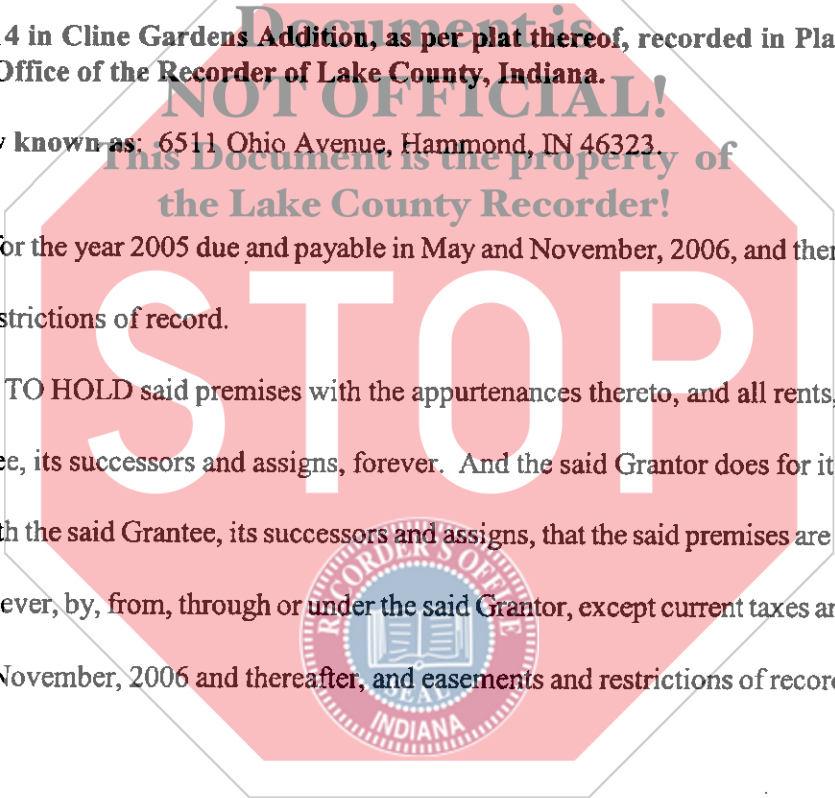 Document is
4 in Cline Gardens Addition, as per plat thereof, recorded in Pla
Office of the Recorder of Lake County, Indiana.
NOT OFFICIAL!
known as: 6511 Ohio Avenue, Hammond, IN 46323.
This Document is the property of
the Lake County Recorder!
or the year 2005 due and payable in May and November, 2006, and ther
strictions of record.
STOP
TO HOLD said premises with the appurtenances thereto, and all rents,
ee, its successors and assigns, forever. And the said Grantor does for it
th the said Grantee, its successors and assigns, that the said premises are
ever, by, from, through or under the said Grantor, except current taxes an
November, 2006 and thereafter, and easements and restrictions of record
RECORDER'S OFFICE
SEAL
INDIANA